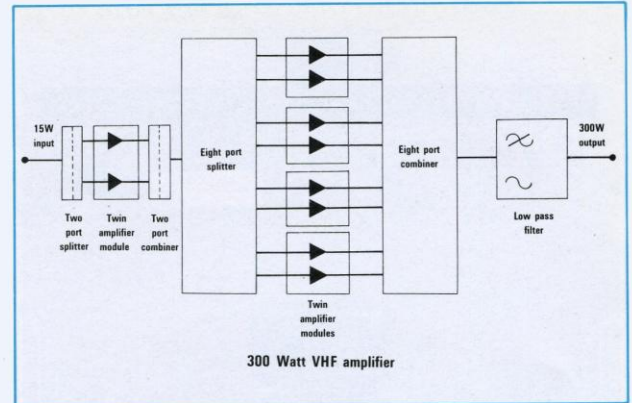 15W
input
Two
port
splitter
Twin
amplifier
module
Two
port
combiner
Eight port
splitter
Twin
amplifier
modules
Eight port
combiner
Low pass
filter
300W
output
300 Watt VHF amplifier